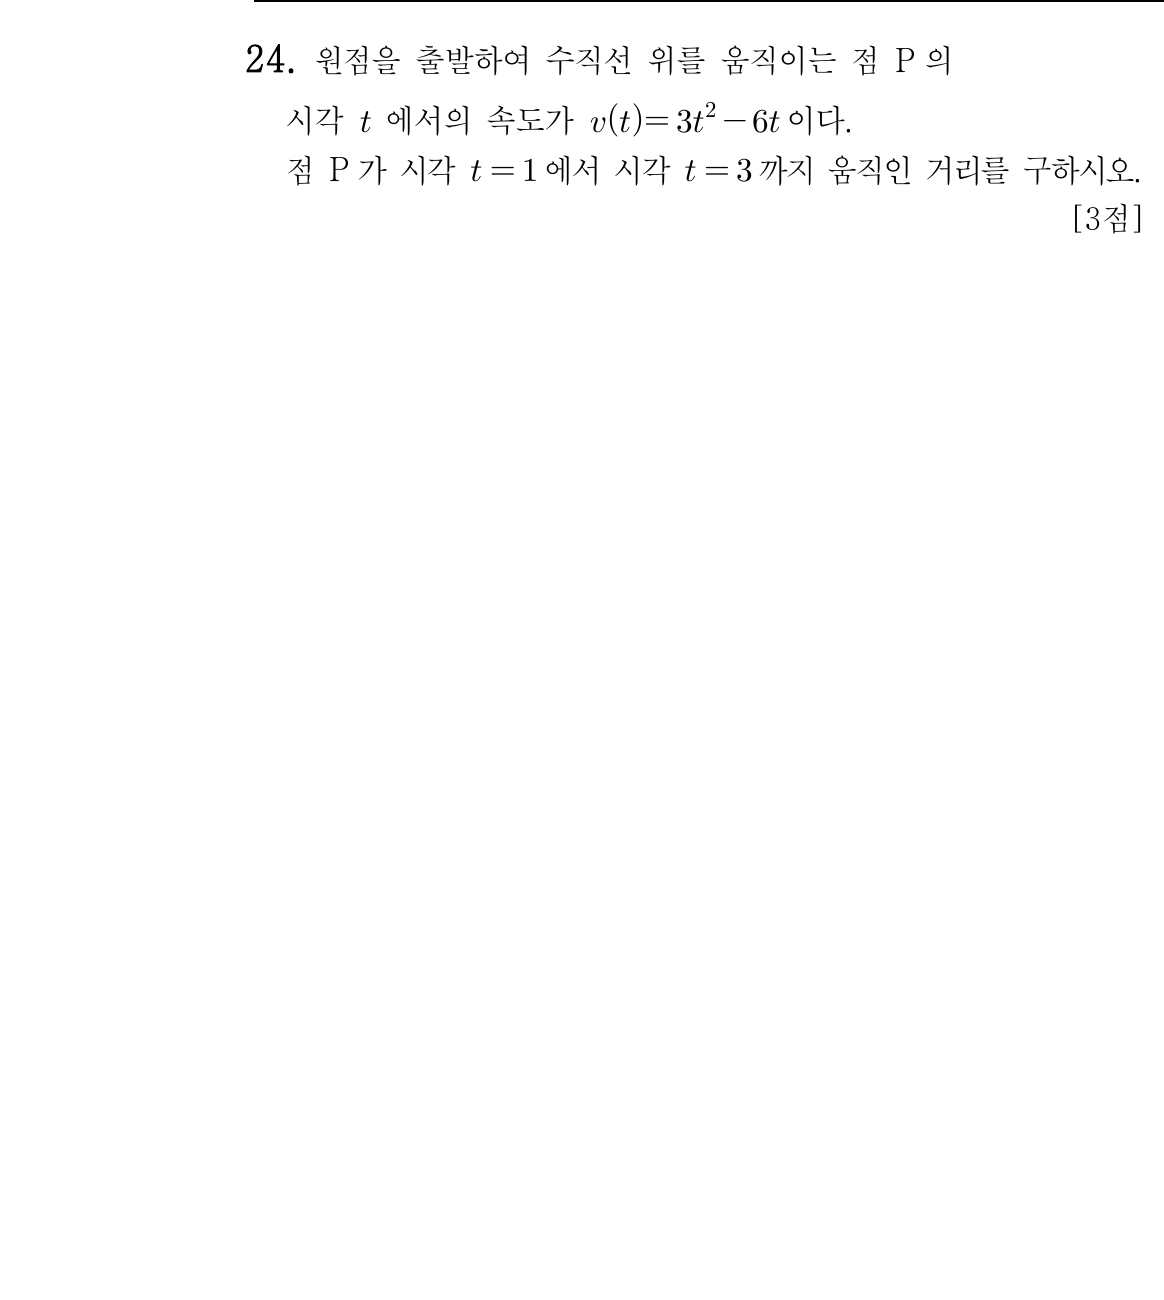 24. 원점을 출발하여 수직선 위를 움직이는 점 P 의
시각 t 에서의 속도가 v(t)=3t²-6t 이다.
점 P 가 시각 t=1 에서 시각 t=3 까지 움직인 거리를 구하시오.
[3점]